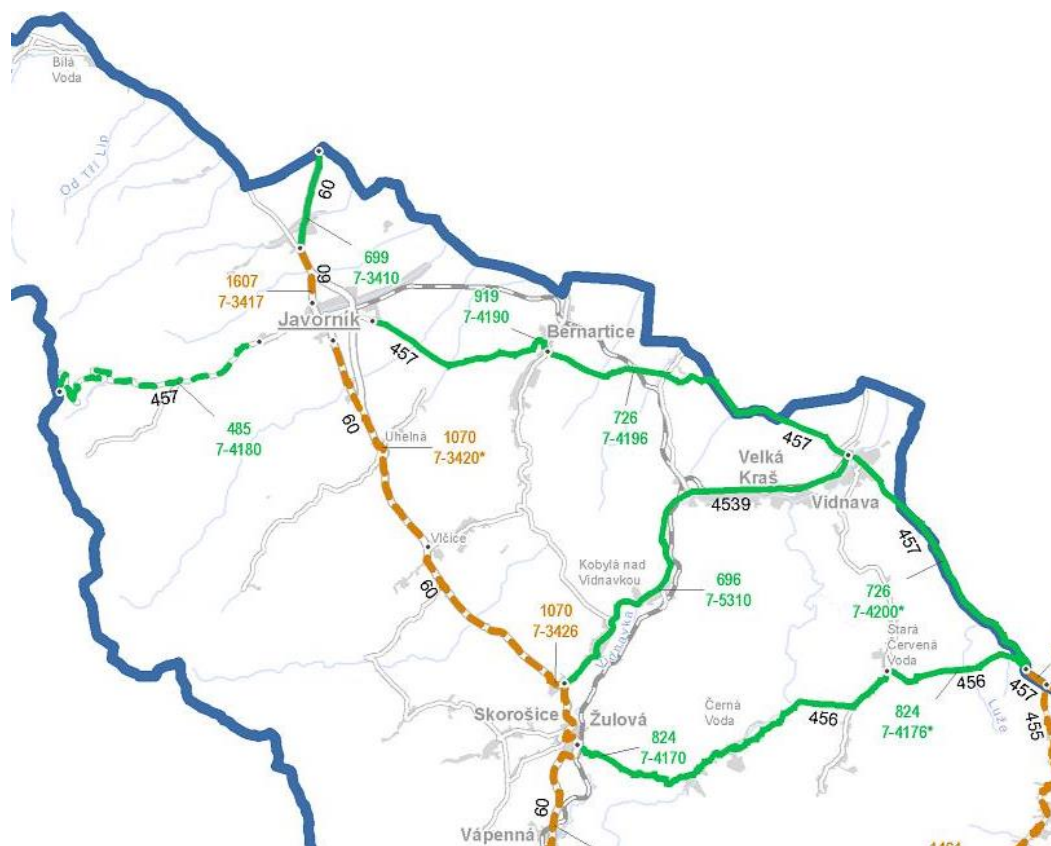 Bílá
Voda
Od Tří Lip
60
699
7-3410
60
1607
7-3417
919
7-4190
Javorník
Bernartice
457
457
485
7-4180
60
Uhelná
1070
7-3420*
726
7-4196
457
Velká
Kraš
Vidnava
4539
457
Vlčice
60
Kobylá nad
Vidnavkou
696
7-5310
726
7-4200*
1070
7-3426
Vidnavka
Stará
Červená
Voda
456
457
Skorošice
Žulová
Černá
Voda
456
824
7-4176*
Luže
455
824
7-4170
60
Vápenná